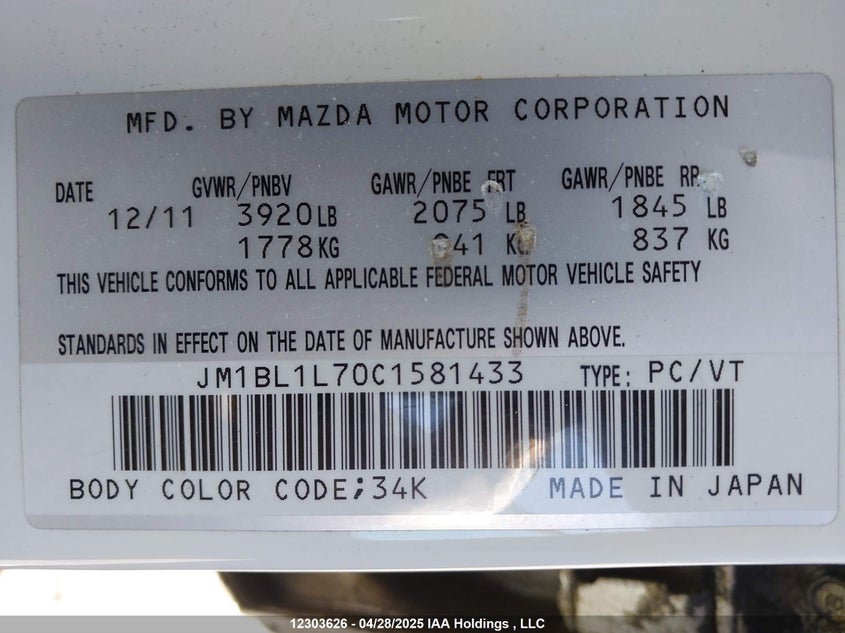 MFD. BY MAZDA MOTOR CORPORATION
DATE GVWR/PNBV GAWR/PNBE FRT GAWR/PNBE RR
12/11 3920LB 2075 LB 1845 LB
1778KG 941 KG 837 KG
THIS VEHICLE CONFORMS TO ALL APPLICABLE FEDERAL MOTOR VEHICLE SAFETY
STANDARDS IN EFFECT ON THE DATE OF MANUFACTURE SHOWN ABOVE.
JM1BL1L70C1581433 TYPE: PC/VT
BODY COLOR CODE;34K MADE IN JAPAN
12303626 - 04/28/2025 IAA Holdings , LLC